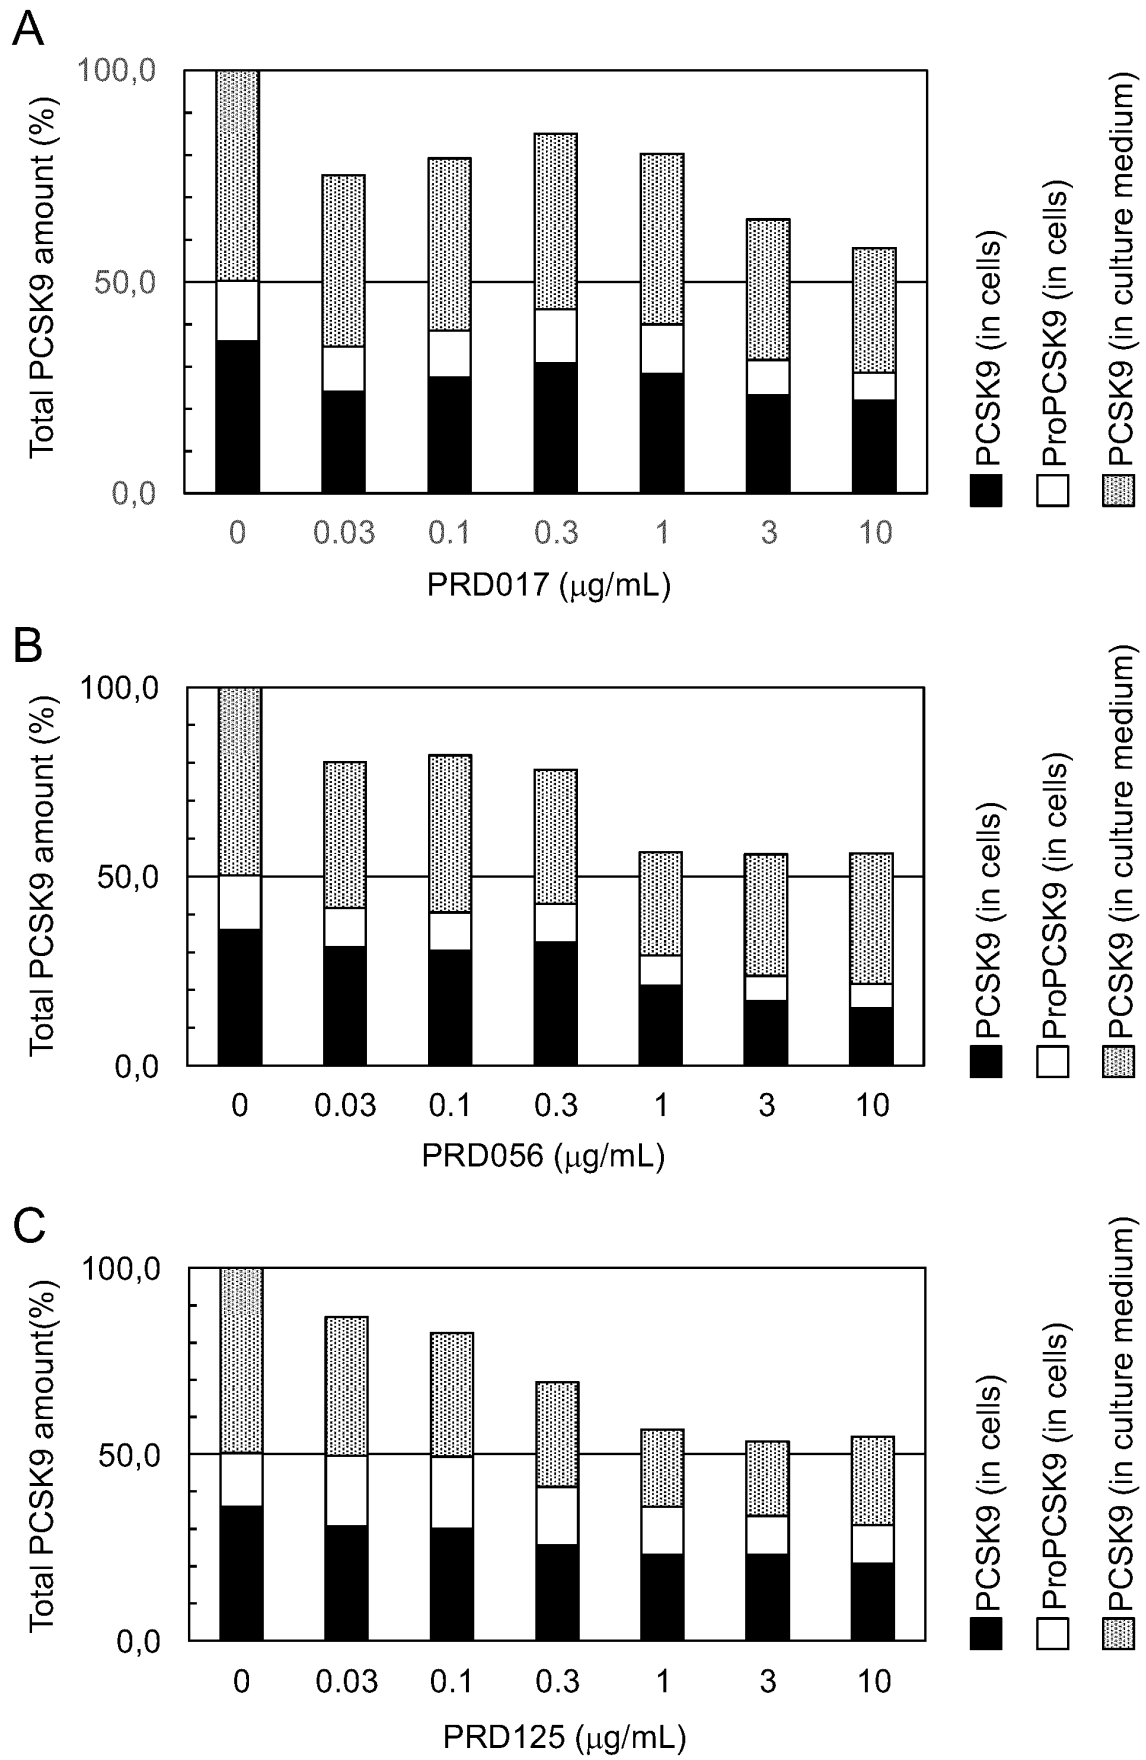 A
Total PCSK9 amount (%)
100,0
50,0
0,0
0 0.03 0.1 0.3 1 3 10
PRD017 (μg/mL)
PCSK9 (in cells)
ProPCSK9 (in cells)
PCSK9 (in culture medium)
B
Total PCSK9 amount (%)
100,0
50,0
0,0
0 0.03 0.1 0.3 1 3 10
PRD056 (μg/mL)
PCSK9 (in cells)
ProPCSK9 (in cells)
PCSK9 (in culture medium)
C
Total PCSK9 amount(%)
100,0
50,0
0,0
0 0.03 0.1 0.3 1 3 10
PRD125 (μg/mL)
PCSK9 (in cells)
ProPCSK9 (in cells)
PCSK9 (in culture medium)